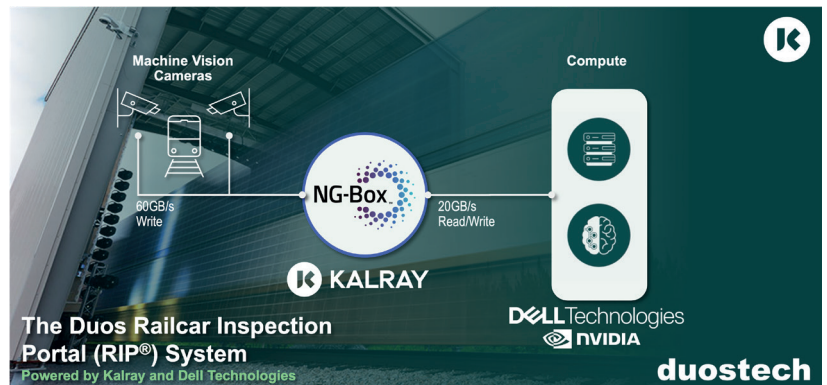 Machine Vision
Cameras
Compute
60GB/s
Write
NG-Box™
20GB/s
Read/Write
KALRAY
DELLTechnologies
NVIDIA
The Duos Railcar Inspection
Portal (RIP®) System
Powered by Kalray and Dell Technologies
duostech